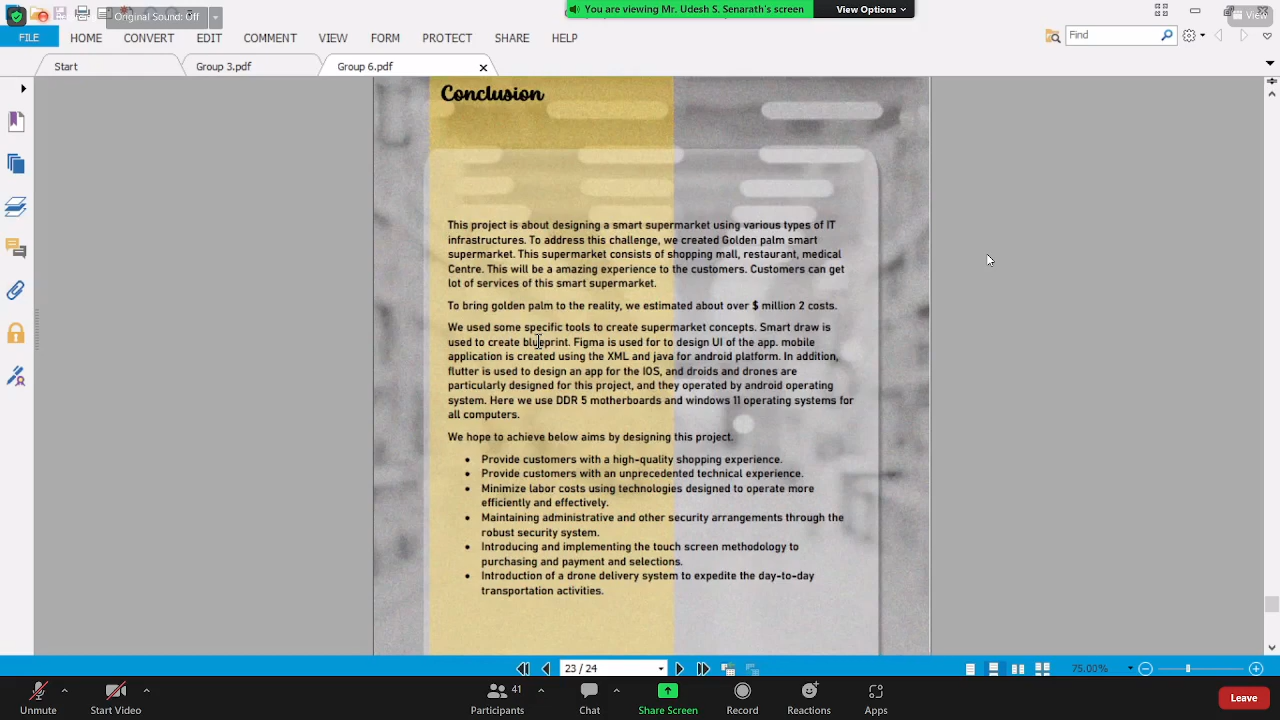 Original Sound: Off
You are viewing Mr. Udesh S. Senarath's screen
View Options
View
FILE HOME CONVERT EDIT COMMENT VIEW FORM PROTECT SHARE HELP
Find
Start
Group 3.pdf
Group 6.pdf
Conclusion
This project is about designing a smart supermarket using various types of IT
infrastructures. To address this challenge, we created Golden palm smart
supermarket. This supermarket consists of shopping mall, restaurant, medical
Centre. This will be a amazing experience to the customers. Customers can get
lot of services of this smart supermarket.
To bring golden palm to the reality, we estimated about over $ million 2 costs.
We used some specific tools to create supermarket concepts. Smart draw is
used to create blueprint. Figma is used for to design UI of the app. mobile
application is created using the XML and java for android platform. In addition,
flutter is used to design an app for the IOS, and droids and drones are
particularly designed for this project, and they operated by android operating
system. Here we use DDR 5 motherboards and windows 11 operating systems for
all computers.
We hope to achieve below aims by designing this project.
• Provide customers with a high-quality shopping experience.
• Provide customers with an unprecedented technical experience.
• Minimize labor costs using technologies designed to operate more
efficiently and effectively.
• Maintaining administrative and other security arrangements through the
robust security system.
• Introducing and implementing the touch screen methodology to
purchasing and payment and selections.
• Introduction of a drone delivery system to expedite the day-to-day
transportation activities.
23 / 24
75.00%
41
Unmute
Start Video
Participants
Chat
Share Screen
Record
Reactions
Apps
Leave